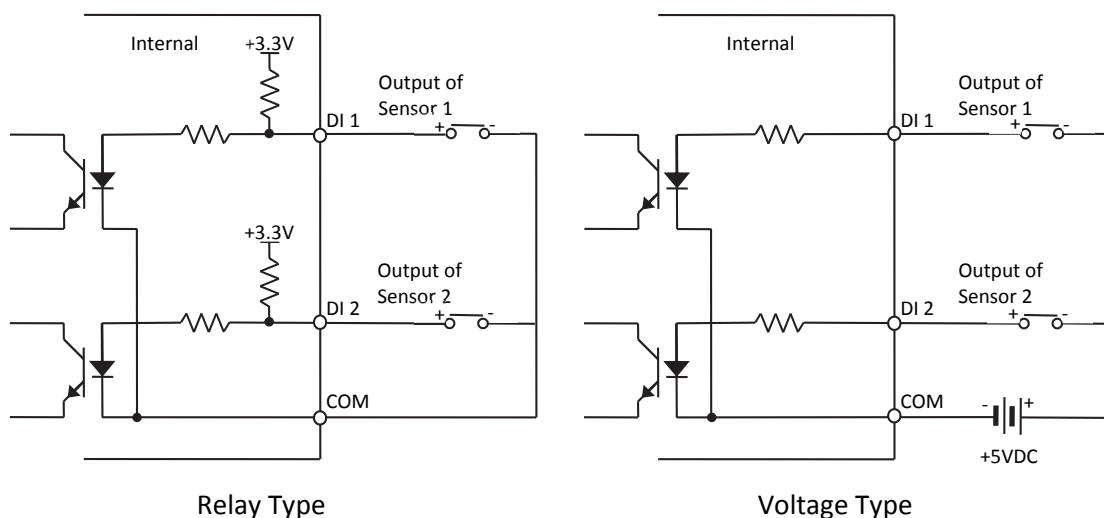 Internal
+3.3V
Output of
Sensor 1
DI 1
+ -
+3.3V
Output of
Sensor 2
DI 2
+ -
COM
Relay Type
Internal
Output of
Sensor 1
DI 1
+ -
Output of
Sensor 2
DI 2
+ -
COM
- +
+5VDC
Voltage Type